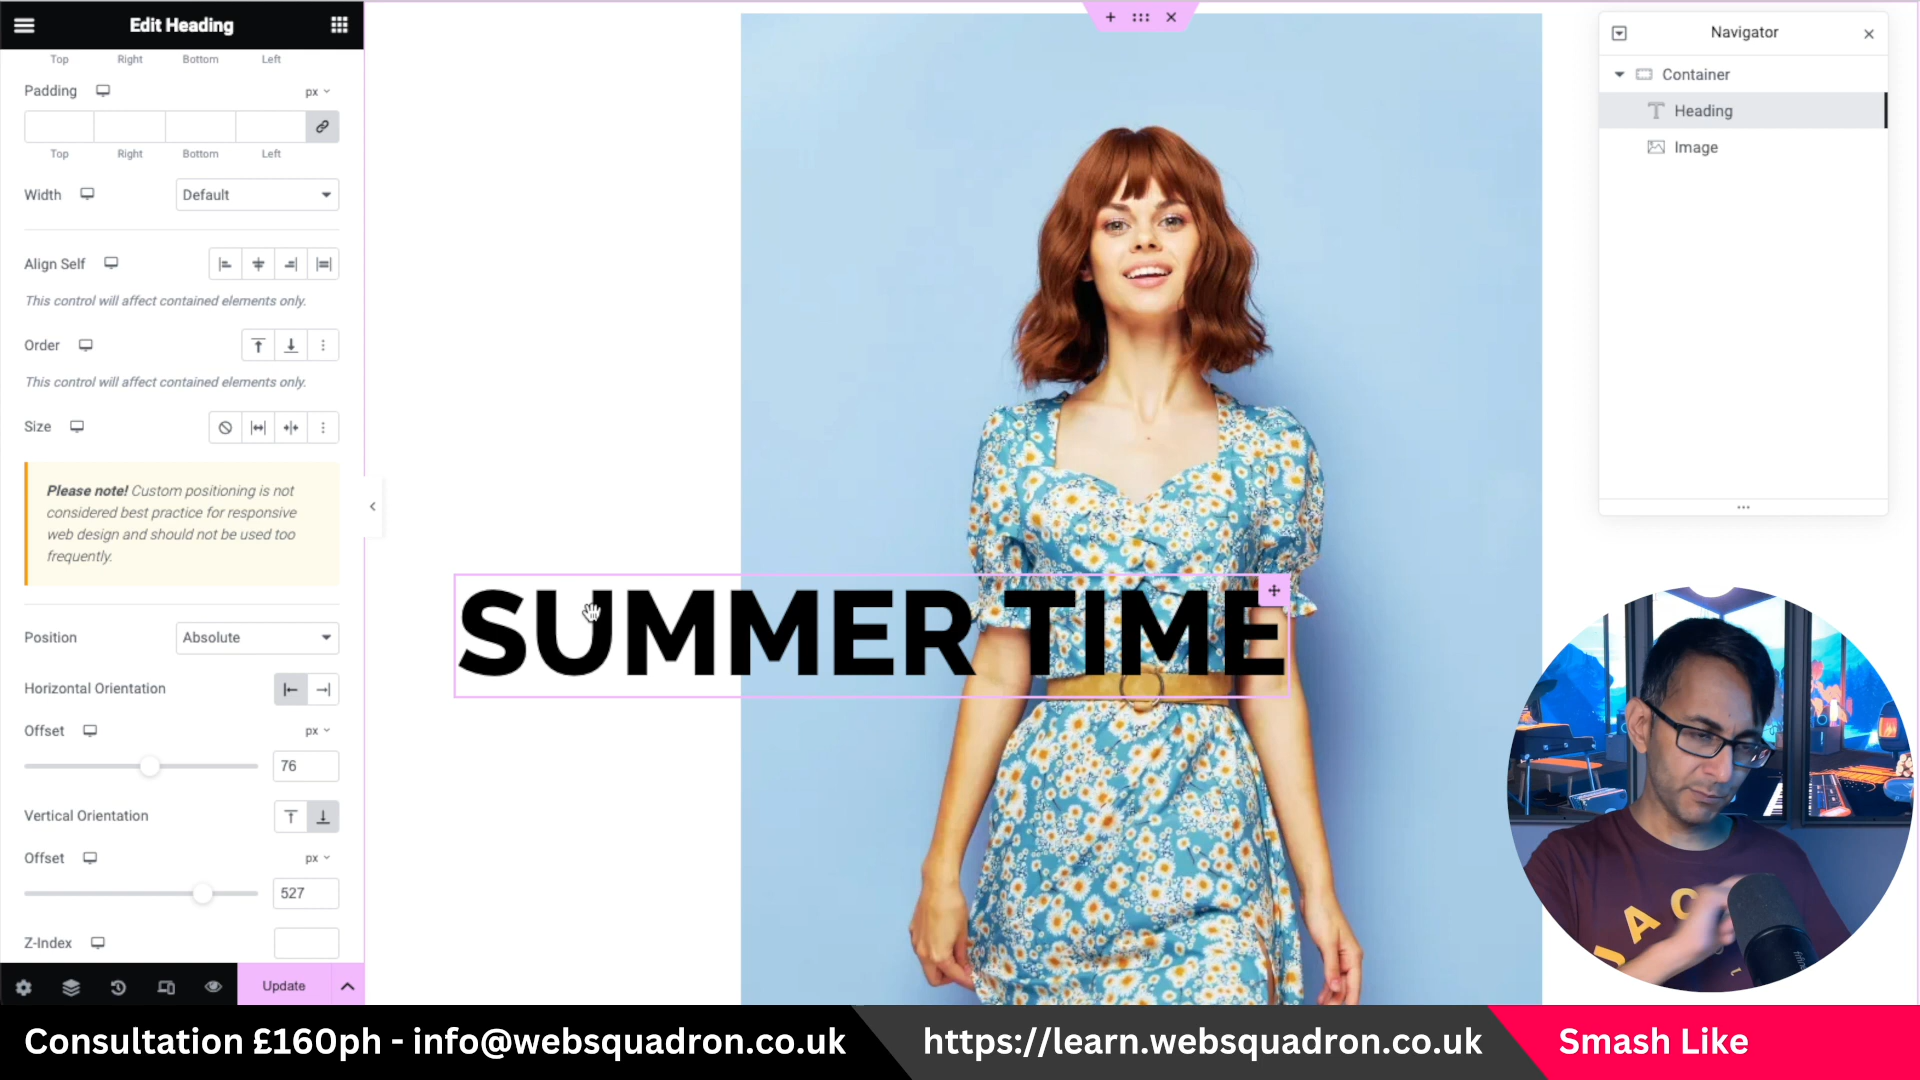 Edit Heading
Top Right Bottom Left
Padding px
Top Right Bottom Left
Width Default
Align Self
This control will affect contained elements only.
Order
This control will affect contained elements only.
Size
Please note! Custom positioning is not
considered best practice for responsive
web design and should not be used too
frequently.
Position Absolute
Horizontal Orientation
Offset px
76
Vertical Orientation
Offset px
527
Z-Index
Update
SUMMER TIME
Navigator
Container
Heading
Image
Consultation £160ph - info@websquadron.co.uk
https://learn.websquadron.co.uk
Smash Like